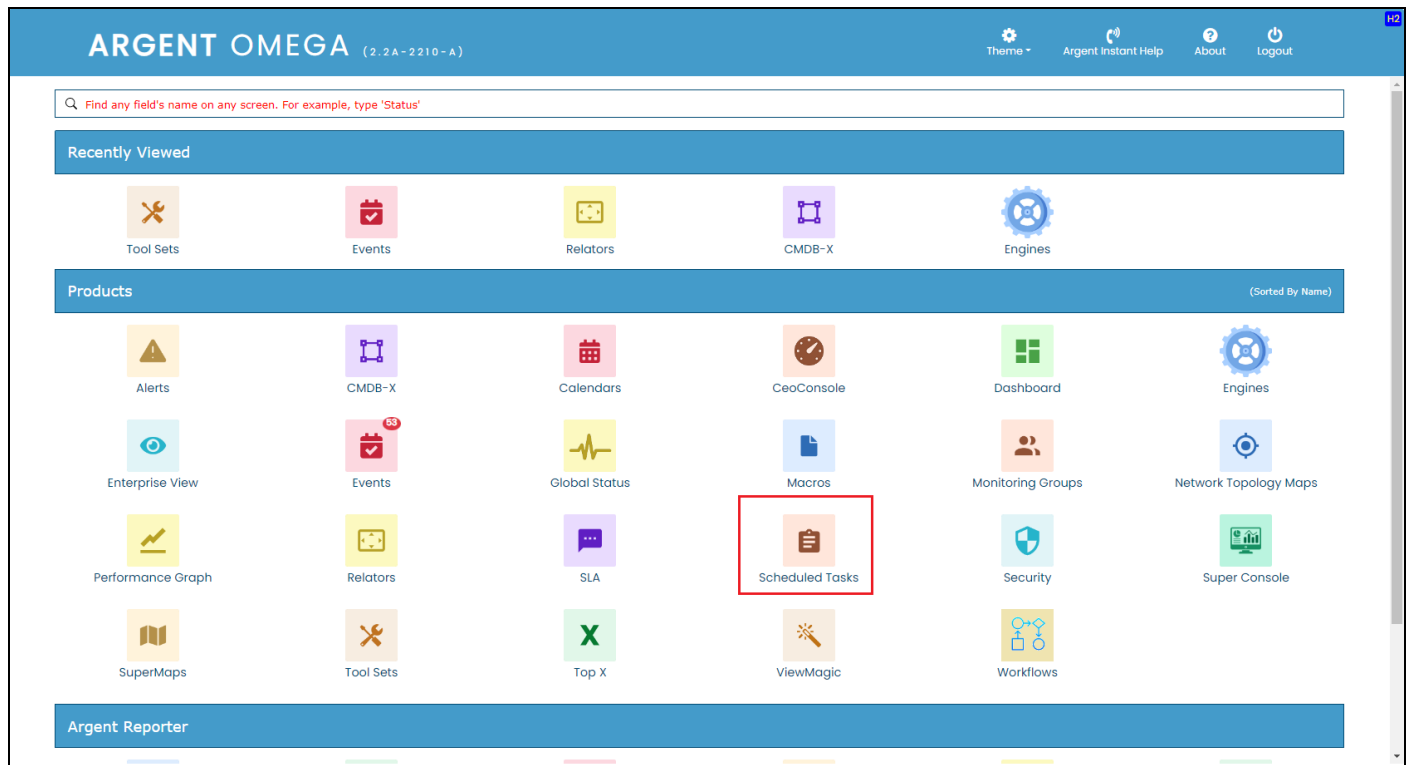 H2
ARGENT OMEGA (2.2A-2210-A)
Theme Argent Instant Help About Logout
Find any field's name on any screen. For example, type 'Status'
Recently Viewed
Tool Sets Events Relators CMDB-X Engines
Products (Sorted By Name)
Alerts CMDB-X Calendars CeoConsole Dashboard Engines
53
Enterprise View Events Global Status Macros Monitoring Groups Network Topology Maps
Performance Graph Relators SLA Scheduled Tasks Security Super Console
X
SuperMaps Tool Sets Top X ViewMagic Workflows
Argent Reporter